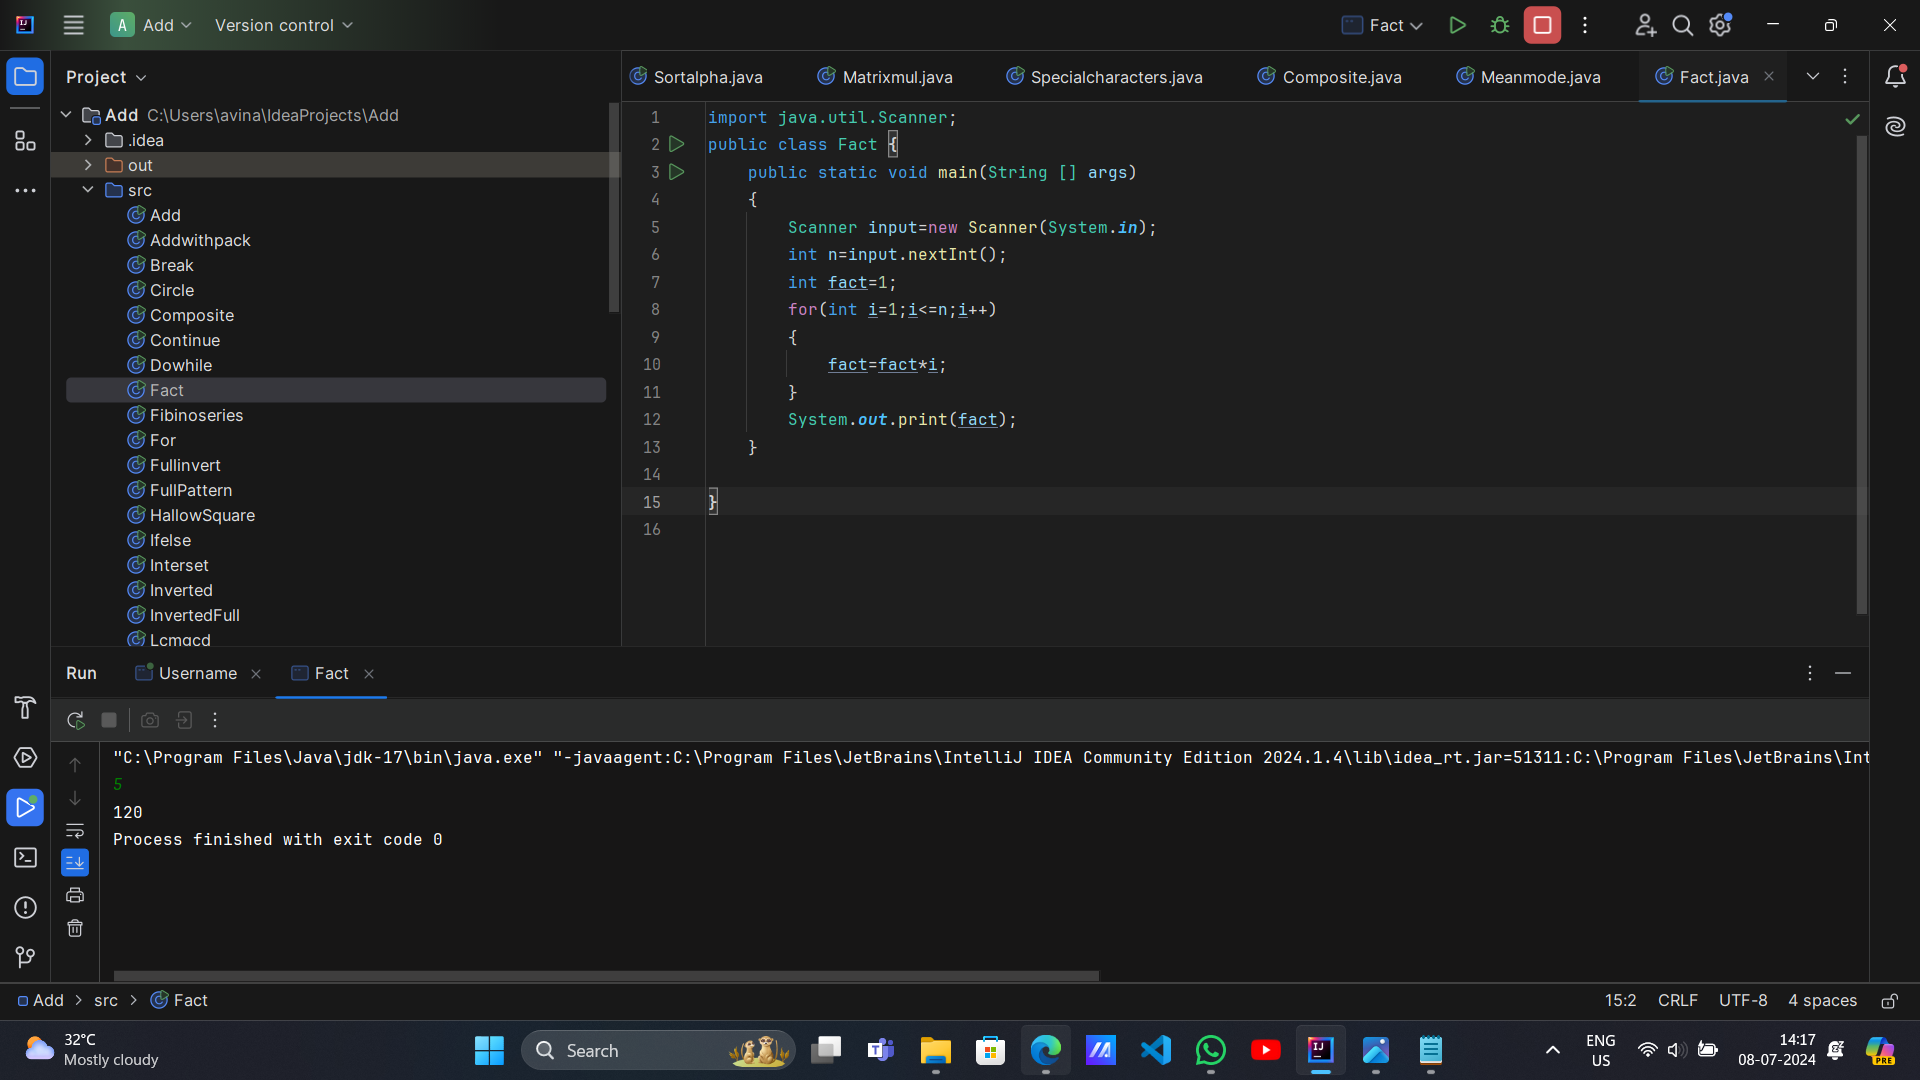 A Add Version control Fact
Project
Sortalpha.java Matrixmul.java Specialcharacters.java Composite.java Meanmode.java Fact.java
Add C:\Users\avina\IdeaProjects\Add
.idea
out
src
Add
Addwithpack
Break
Circle
Composite
Continue
Dowhile
Fact
Fibinoseries
For
Fullinvert
FullPattern
HallowSquare
Ifelse
Interset
Inverted
InvertedFull
Lcmgcd
1 import java.util.Scanner;
2 public class Fact {
3 public static void main(String [] args)
4 {
5 Scanner input=new Scanner(System.in);
6 int n=input.nextInt();
7 int fact=1;
8 for(int i=1;i<=n;i++)
9 {
10 fact=fact*i;
11 }
12 System.out.print(fact);
13 }
14
15 }
16
Run Username Fact
"C:\Program Files\Java\jdk-17\bin\java.exe" "-javaagent:C:\Program Files\JetBrains\IntelliJ IDEA Community Edition 2024.1.4\lib\idea_rt.jar=51311:C:\Program Files\JetBrains\Int
5
120
Process finished with exit code 0
Add > src > Fact 15:2 CRLF UTF-8 4 spaces
32°C
Mostly cloudy
Search
ENG
US
14:17
08-07-2024
PRE